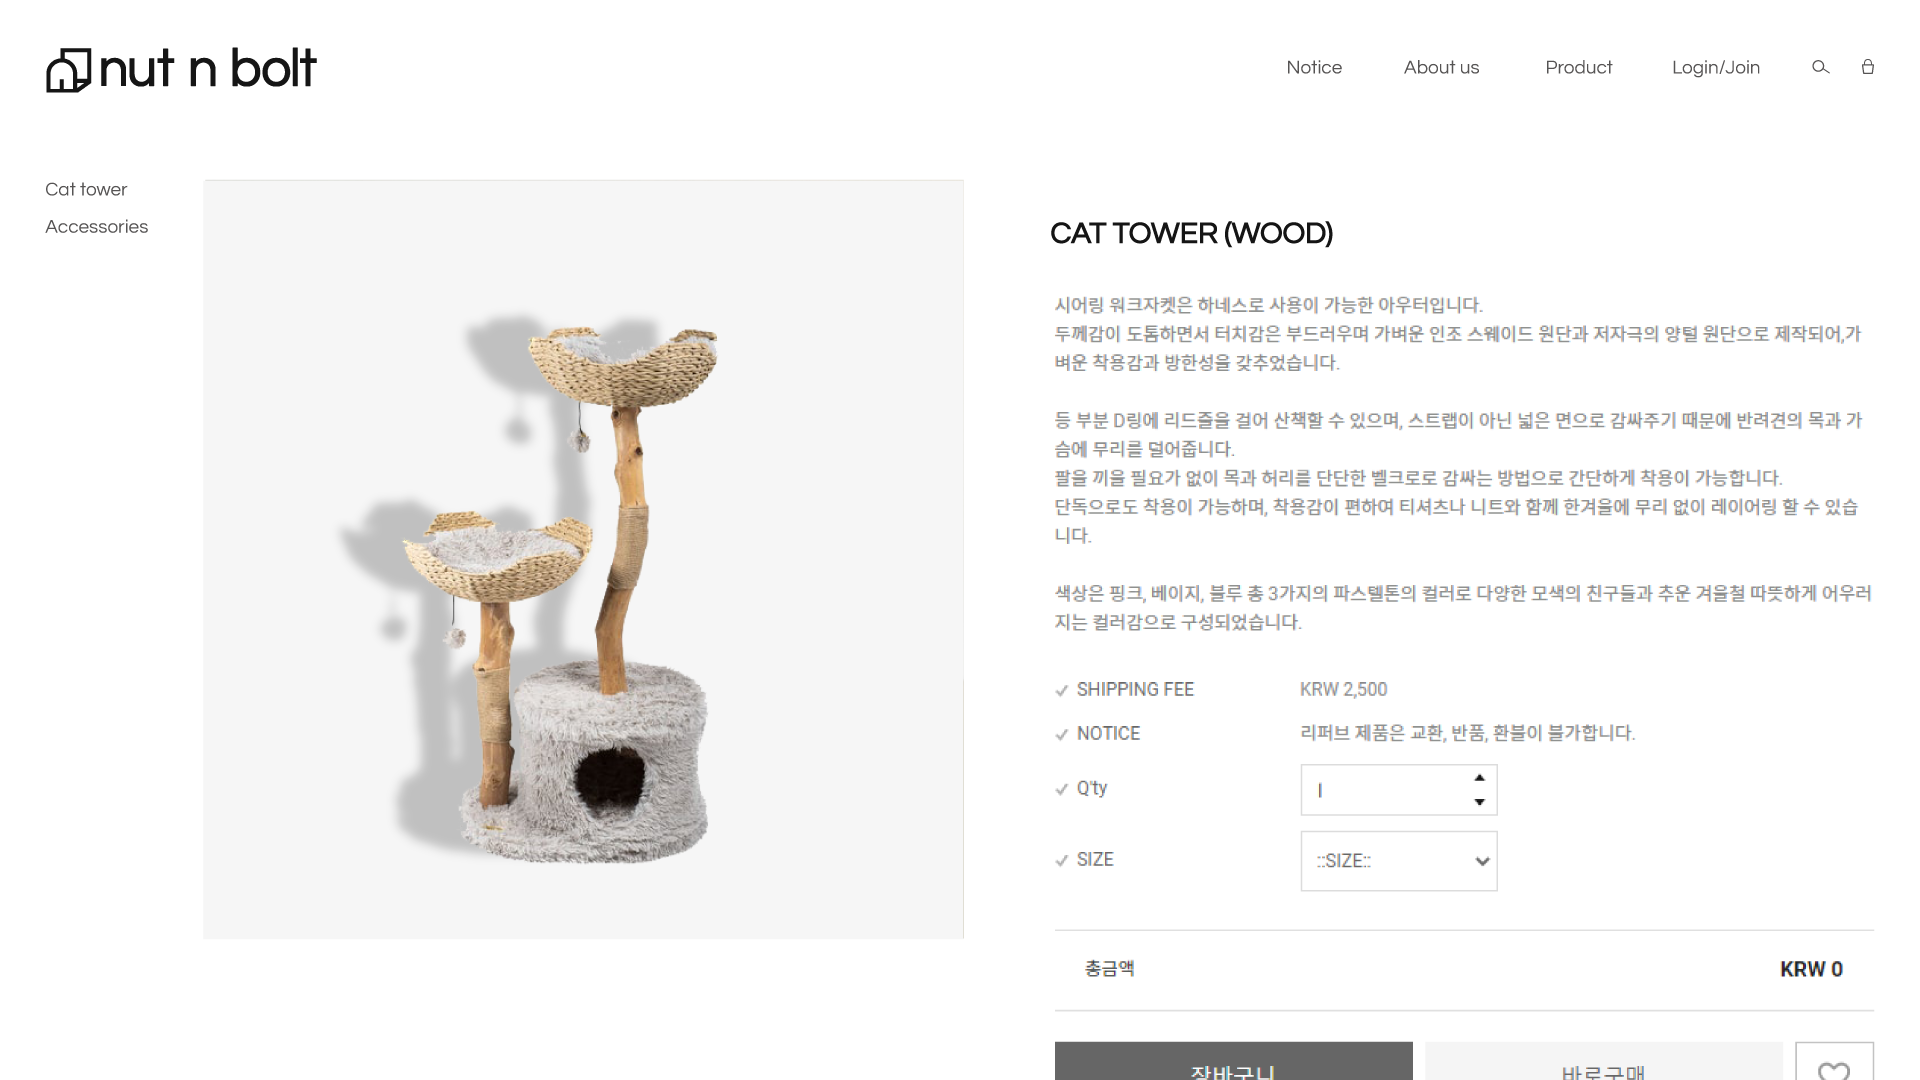 nut n bolt
Notice
About us
Product
Login/Join
Cat tower
Accessories
CAT TOWER (WOOD)
시어링 워크자켓은 하네스로 사용이 가능한 아우터입니다.
두께감이 도톰하면서 터치감은 부드러우며 가벼운 인조 스웨이드 원단과 저자극의 양털 원단으로 제작되어,가
벼운 착용감과 방한성을 갖추었습니다.
등 부분 D링에 리드줄을 걸어 산책할 수 있으며, 스트랩이 아닌 넓은 면으로 감싸주기 때문에 반려견의 목과 가
슴에 무리를 덜어줍니다.
팔을 끼울 필요가 없이 목과 허리를 단단한 벨크로로 감싸는 방법으로 간단하게 착용이 가능합니다.
단독으로도 착용이 가능하며, 착용감이 편하여 티셔츠나 니트와 함께 한겨울에 무리 없이 레이어링 할 수 있습
니다.
색상은 핑크, 베이지, 블루 총 3가지의 파스텔톤의 컬러로 다양한 모색의 친구들과 추운 겨울철 따뜻하게 어우러
지는 컬러감으로 구성되었습니다.
SHIPPING FEE KRW 2,500
NOTICE 리퍼브 제품은 교환, 반품, 환불이 불가합니다.
Q'ty 1
SIZE ::SIZE::
총금액 KRW 0
장바구니
바로구매